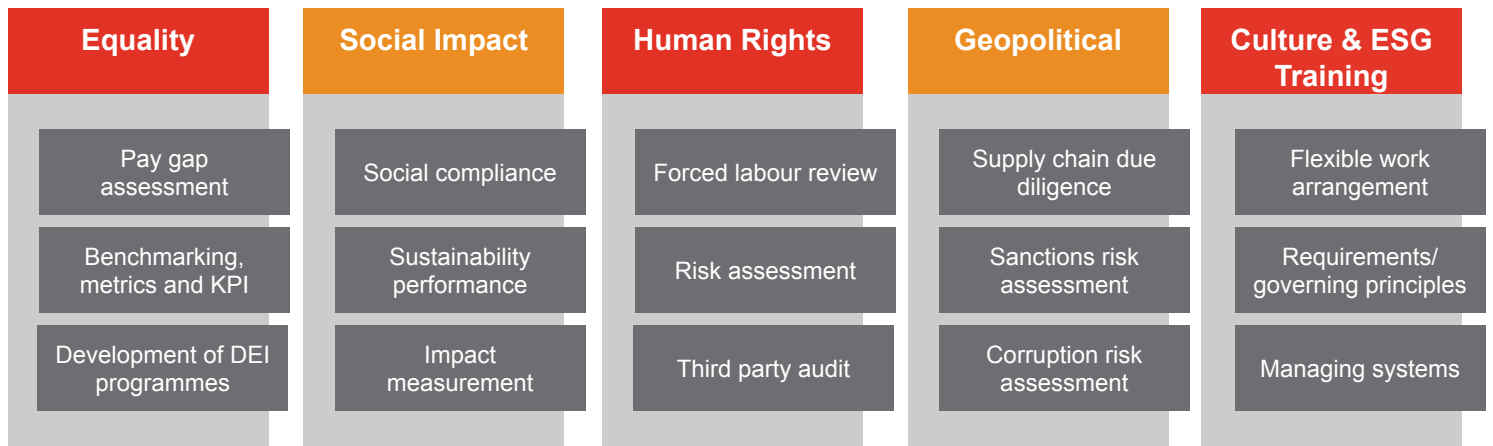 Equality
Pay gap
assessment
Benchmarking,
metrics and KPI
Development of DEI
programmes
Social Impact
Social compliance
Sustainability
performance
Impact
measurement
Human Rights
Forced labour review
Risk assessment
Third party audit
Geopolitical
Supply chain due
diligence
Sanctions risk
assessment
Corruption risk
assessment
Culture & ESG
Training
Flexible work
arrangement
Requirements/
governing principles
Managing systems